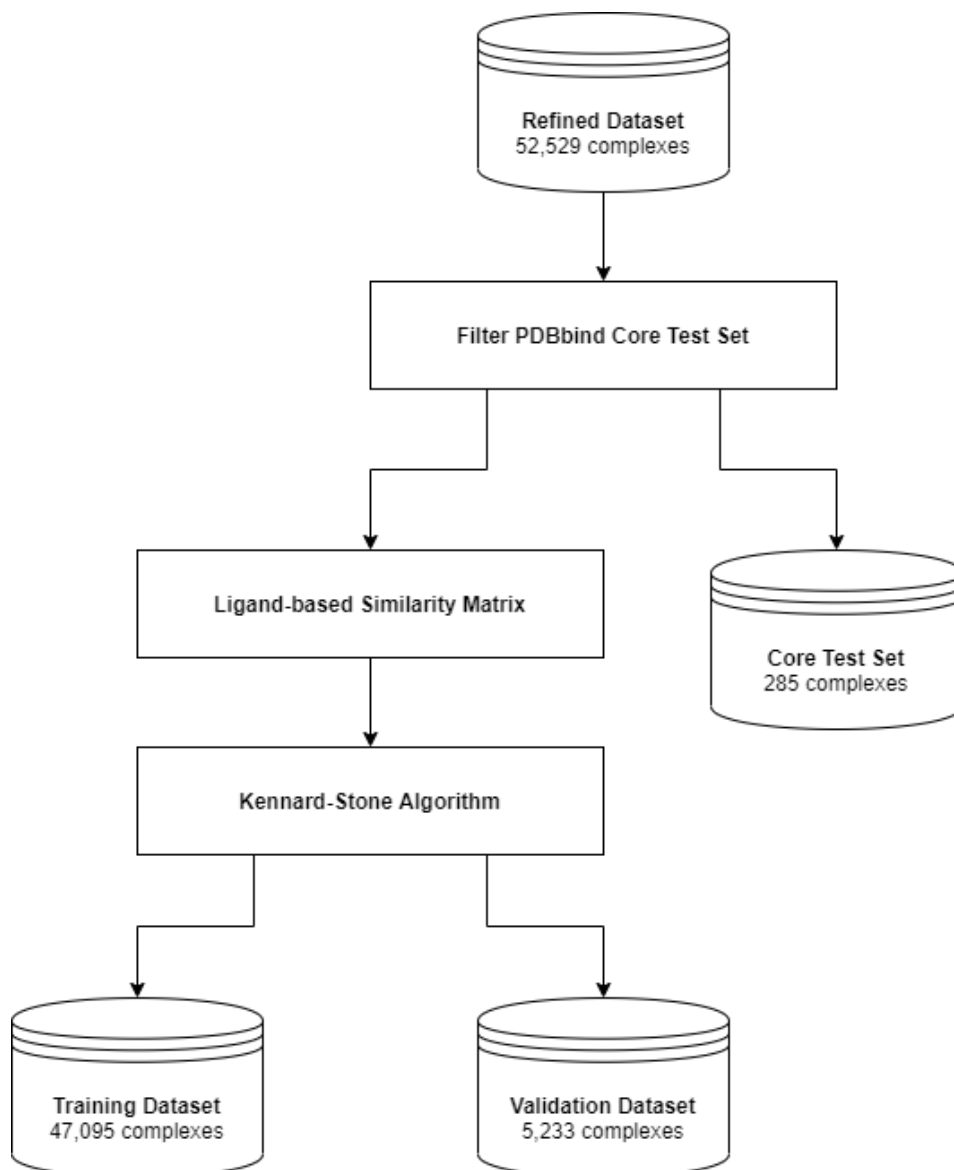 Refined Dataset
52,529 complexes
Filter PDBbind Core Test Set
Ligand-based Similarity Matrix
Core Test Set
285 complexes
Kennard-Stone Algorithm
Training Dataset
47,095 complexes
Validation Dataset
5,233 complexes